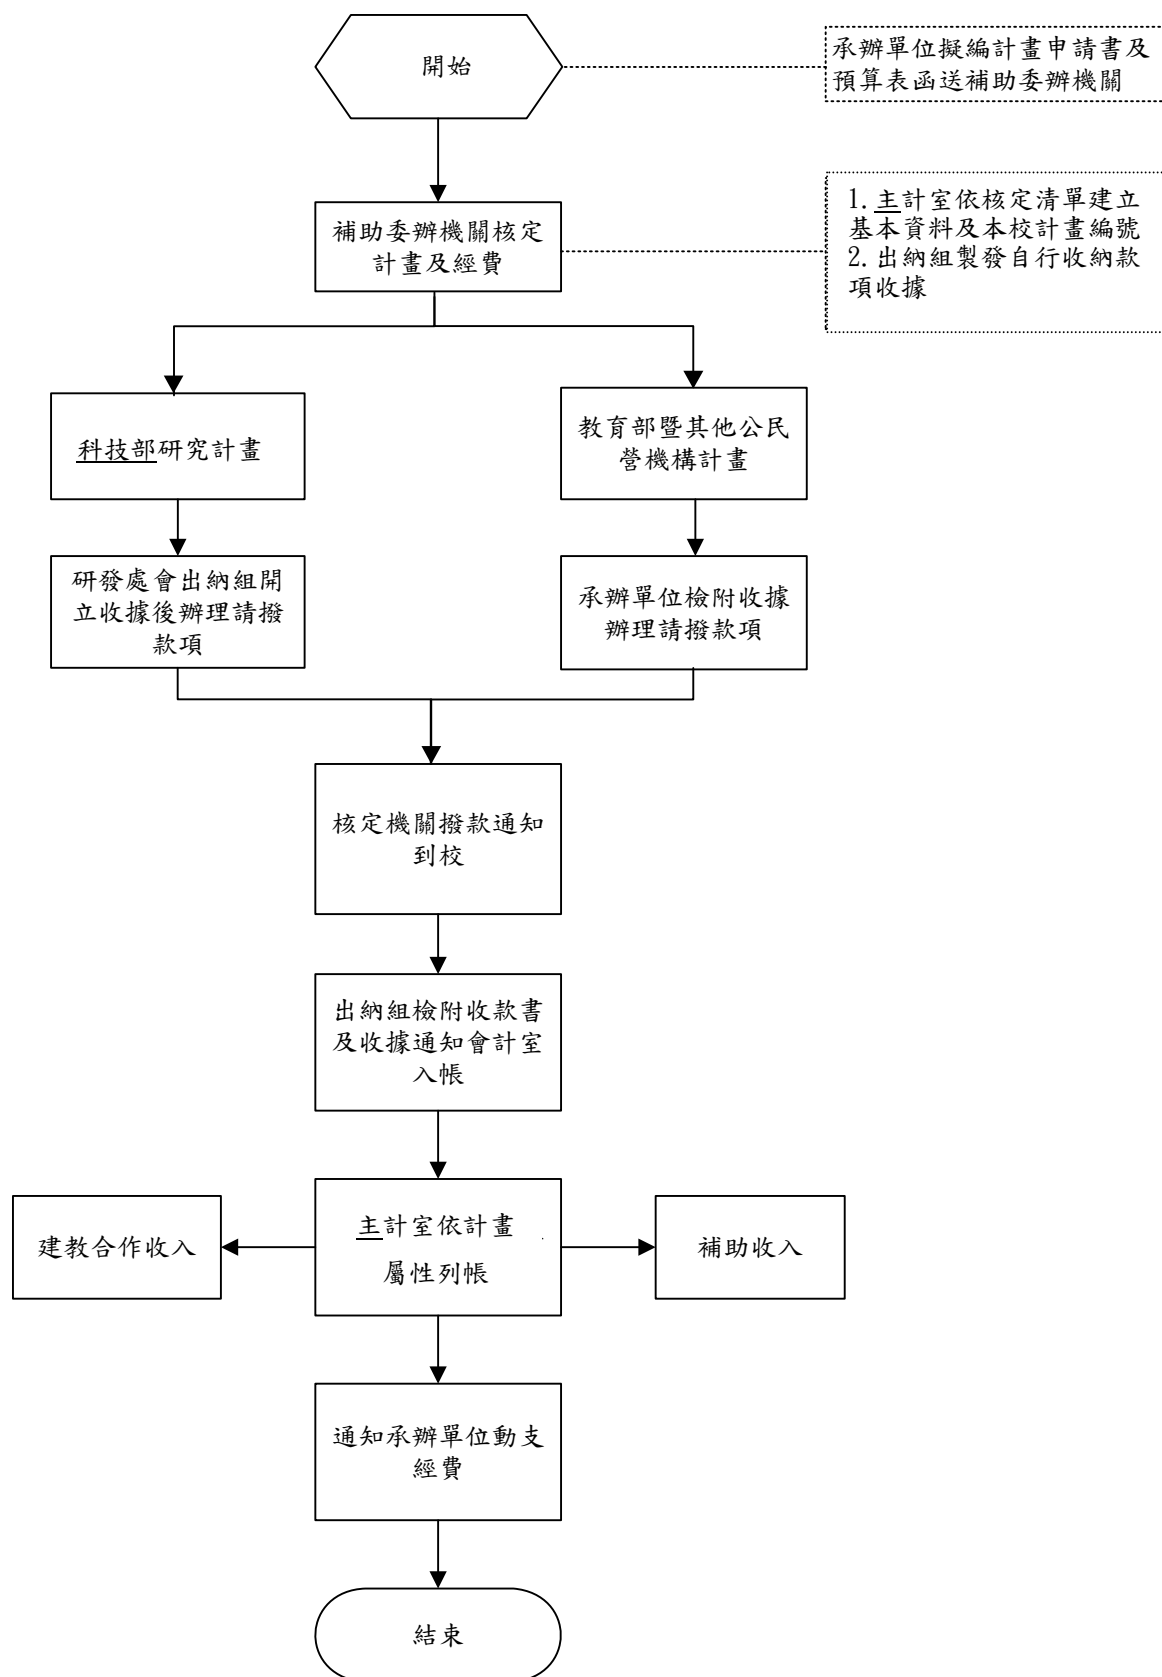 開始
承辦單位擬編計畫申請書及
預算表函送補助委辦機關
補助委辦機關核定
計畫及經費
1. 主計室依核定清單建立
基本資料及本校計畫編號
2. 出納組製發自行收納款
項收據
科技部研究計畫
教育部暨其他公民
營機構計畫
研發處會出納組開
立收據後辦理請撥
款項
承辦單位檢附收據
辦理請撥款項
核定機關撥款通知
到校
出納組檢附收款書
及收據通知會計室
入帳
建教合作收入
主計室依計畫
屬性列帳
補助收入
通知承辦單位動支
經費
結束